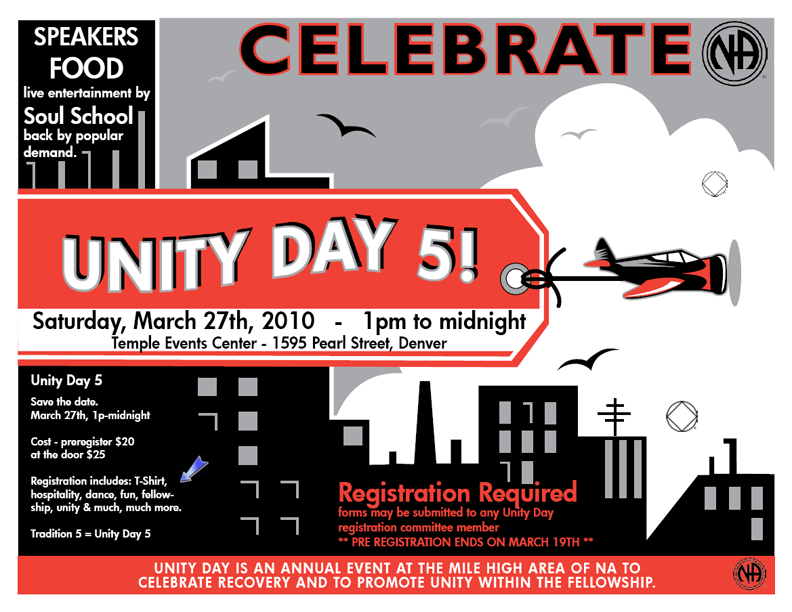 SPEAKERS
FOOD
live entertainment by
Soul School
back by popular
demand.
CELEBRATE
NA
UNITY DAY 5!
Saturday, March 27th, 2010 - 1pm to midnight
Temple Events Center - 1595 Pearl Street, Denver
Unity Day 5
Save the date.
March 27th, 1p-midnight
Cost - preregister $20
at the door $25
Registration includes: T-Shirt,
hospitality, dance, fun, fellow-
ship, unity & much, much more.
Tradition 5 = Unity Day 5
Registration Required
forms may be submitted to any Unity Day
registration committee member
** PRE REGISTRATION ENDS ON MARCH 19TH **
UNITY DAY IS AN ANNUAL EVENT AT THE MILE HIGH AREA OF NA TO
CELEBRATE RECOVERY AND TO PROMOTE UNITY WITHIN THE FELLOWSHIP.
NA